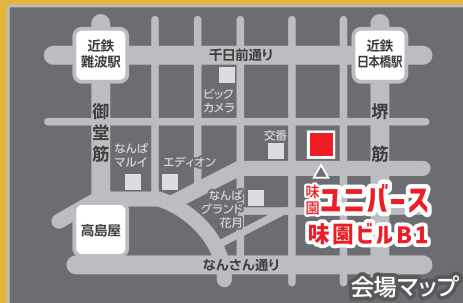 近鉄
難波駅
千日前通り
近鉄
日本橋駅
ビック
カメラ
御堂筋
堺筋
交番
なんば
マルイ
エディオン
なんば
グランド
花月
味園
ユニバース
味園ビルB1
高島屋
なんさん通り
会場マップ